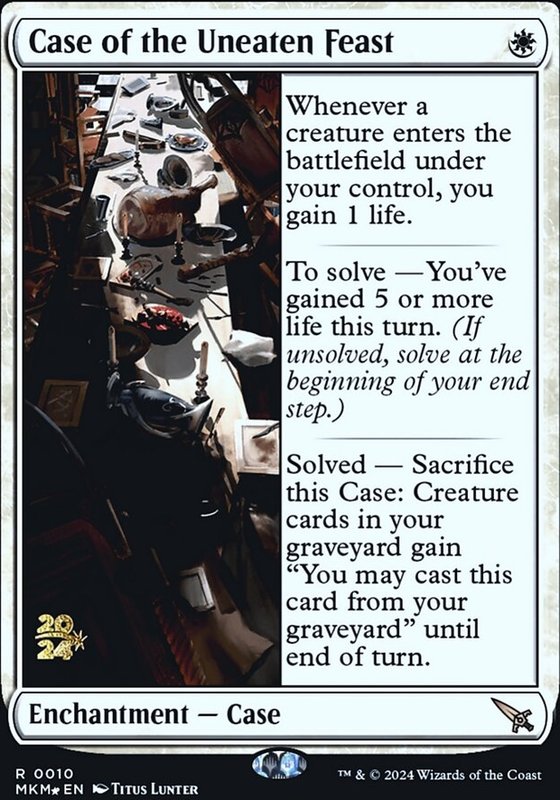 Case of the Uneaten Feast
Whenever a
creature enters the
battlefield under
your control, you
gain 1 life.
To solve —You've
gained 5 or more
life this turn. (If
unsolved, solve at the
beginning of your end
step.)
Solved — Sacrifice
this Case: Creature
cards in your
graveyard gain
“You may cast this
card from your
graveyard” until
end of turn.
20
24
Enchantment — Case
R 0010
MKM★EN Titus Lunter
™ & © 2024 Wizards of the Coast